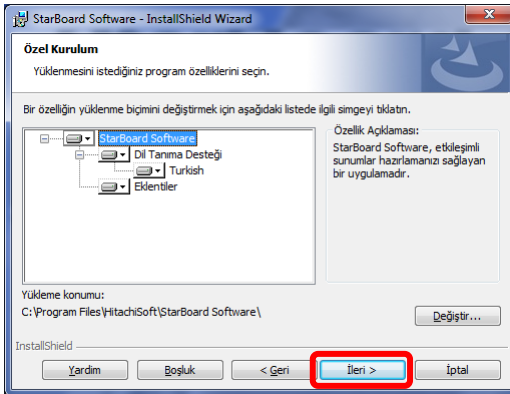 StarBoard Software - InstallShield Wizard
Özel Kurulum
Yüklenmesini istediğiniz program özelliklerini seçin.
Bir özelliğin yüklenme biçimini değiştirmek için aşağıdaki listede ilgili simgeyi tıklatın.
StarBoard Software
Dil Tanıma Desteği
Turkish
Eklentiler
Özellik Açıklaması:
StarBoard Software, etkileşimli
sunumlar hazırlamanızı sağlayan
bir uygulamadır.
Yükleme konumu:
C:\Program Files\HitachiSoft\StarBoard Software\
Değiştir...
InstallShield
Yardim
Boşluk
< Geri
İleri >
İptal